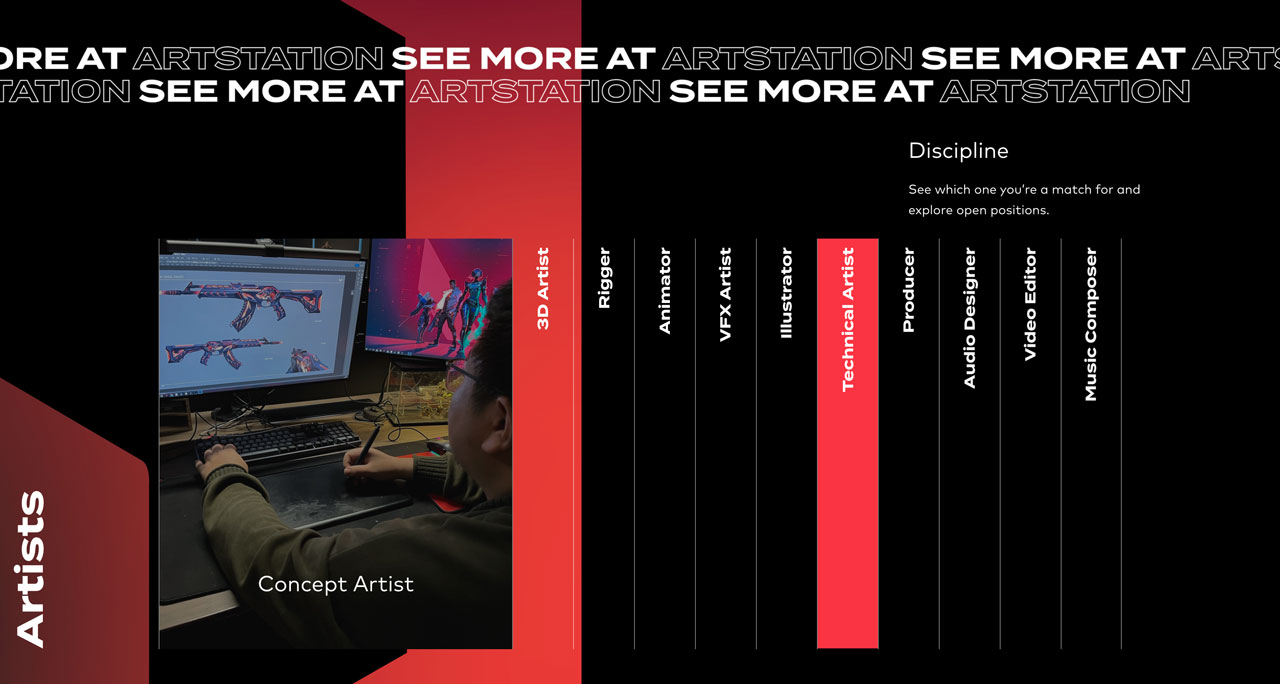 ORE AT ARTSTATION SEE MORE AT ARTSTATION SEE MORE AT ARTS
TATION SEE MORE AT ARTSTATION SEE MORE AT ARTSTATION
Discipline
See which one you’re a match for and
explore open positions.
Artists
Concept Artist
3D Artist
Rigger
Animator
VFX Artist
Illustrator
Technical Artist
Producer
Audio Designer
Video Editor
Music Composer